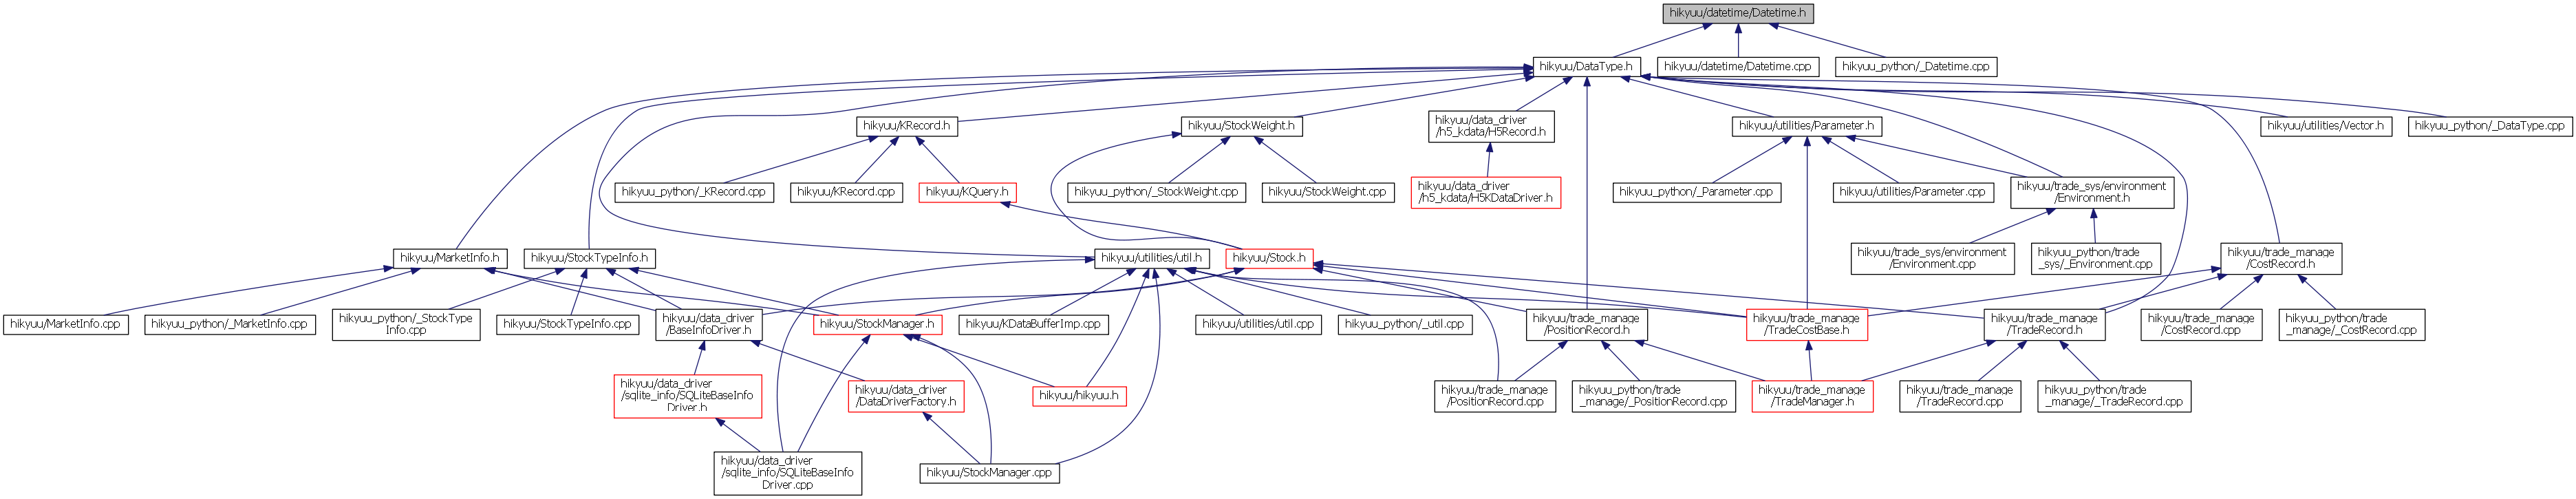 hikyuu/datetime/Datetime.h
hikyuu/DataType.h
hikyuu/datetime/Datetime.cpp
hikyuu_python/_Datetime.cpp
hikyuu/KRecord.h
hikyuu/StockWeight.h
hikyuu/data_driver
/h5_kdata/H5Record.h
hikyuu/utilities/Parameter.h
hikyuu/utilities/Vector.h
hikyuu_python/_DataType.cpp
hikyuu_python/_KRecord.cpp
hikyuu/KRecord.cpp
hikyuu/KQuery.h
hikyuu_python/_StockWeight.cpp
hikyuu/StockWeight.cpp
hikyuu/data_driver
/h5_kdata/H5KDataDriver.h
hikyuu_python/_Parameter.cpp
hikyuu/utilities/Parameter.cpp
hikyuu/trade_sys/environment
/Environment.h
hikyuu/MarketInfo.h
hikyuu/StockTypeInfo.h
hikyuu/utilities/util.h
hikyuu/Stock.h
hikyuu/trade_sys/environment
/Environment.cpp
hikyuu_python/trade
_sys/_Environment.cpp
hikyuu/trade_manage
/CostRecord.h
hikyuu/MarketInfo.cpp
hikyuu_python/_MarketInfo.cpp
hikyuu_python/_StockType
Info.cpp
hikyuu/StockTypeInfo.cpp
hikyuu/data_driver
/BaseInfoDriver.h
hikyuu/StockManager.h
hikyuu/KDataBufferImp.cpp
hikyuu/utilities/util.cpp
hikyuu_python/_util.cpp
hikyuu/trade_manage
/PositionRecord.h
hikyuu/trade_manage
/TradeCostBase.h
hikyuu/trade_manage
/TradeRecord.h
hikyuu/trade_manage
/CostRecord.cpp
hikyuu_python/trade
_manage/_CostRecord.cpp
hikyuu/data_driver
/sqlite_info/SQLiteBaseInfo
Driver.h
hikyuu/data_driver
/DataDriverFactory.h
hikyuu/hikyuu.h
hikyuu/trade_manage
/PositionRecord.cpp
hikyuu_python/trade
_manage/_PositionRecord.cpp
hikyuu/trade_manage
/TradeManager.h
hikyuu/trade_manage
/TradeRecord.cpp
hikyuu_python/trade
_manage/_TradeRecord.cpp
hikyuu/data_driver
/sqlite_info/SQLiteBaseInfo
Driver.cpp
hikyuu/StockManager.cpp